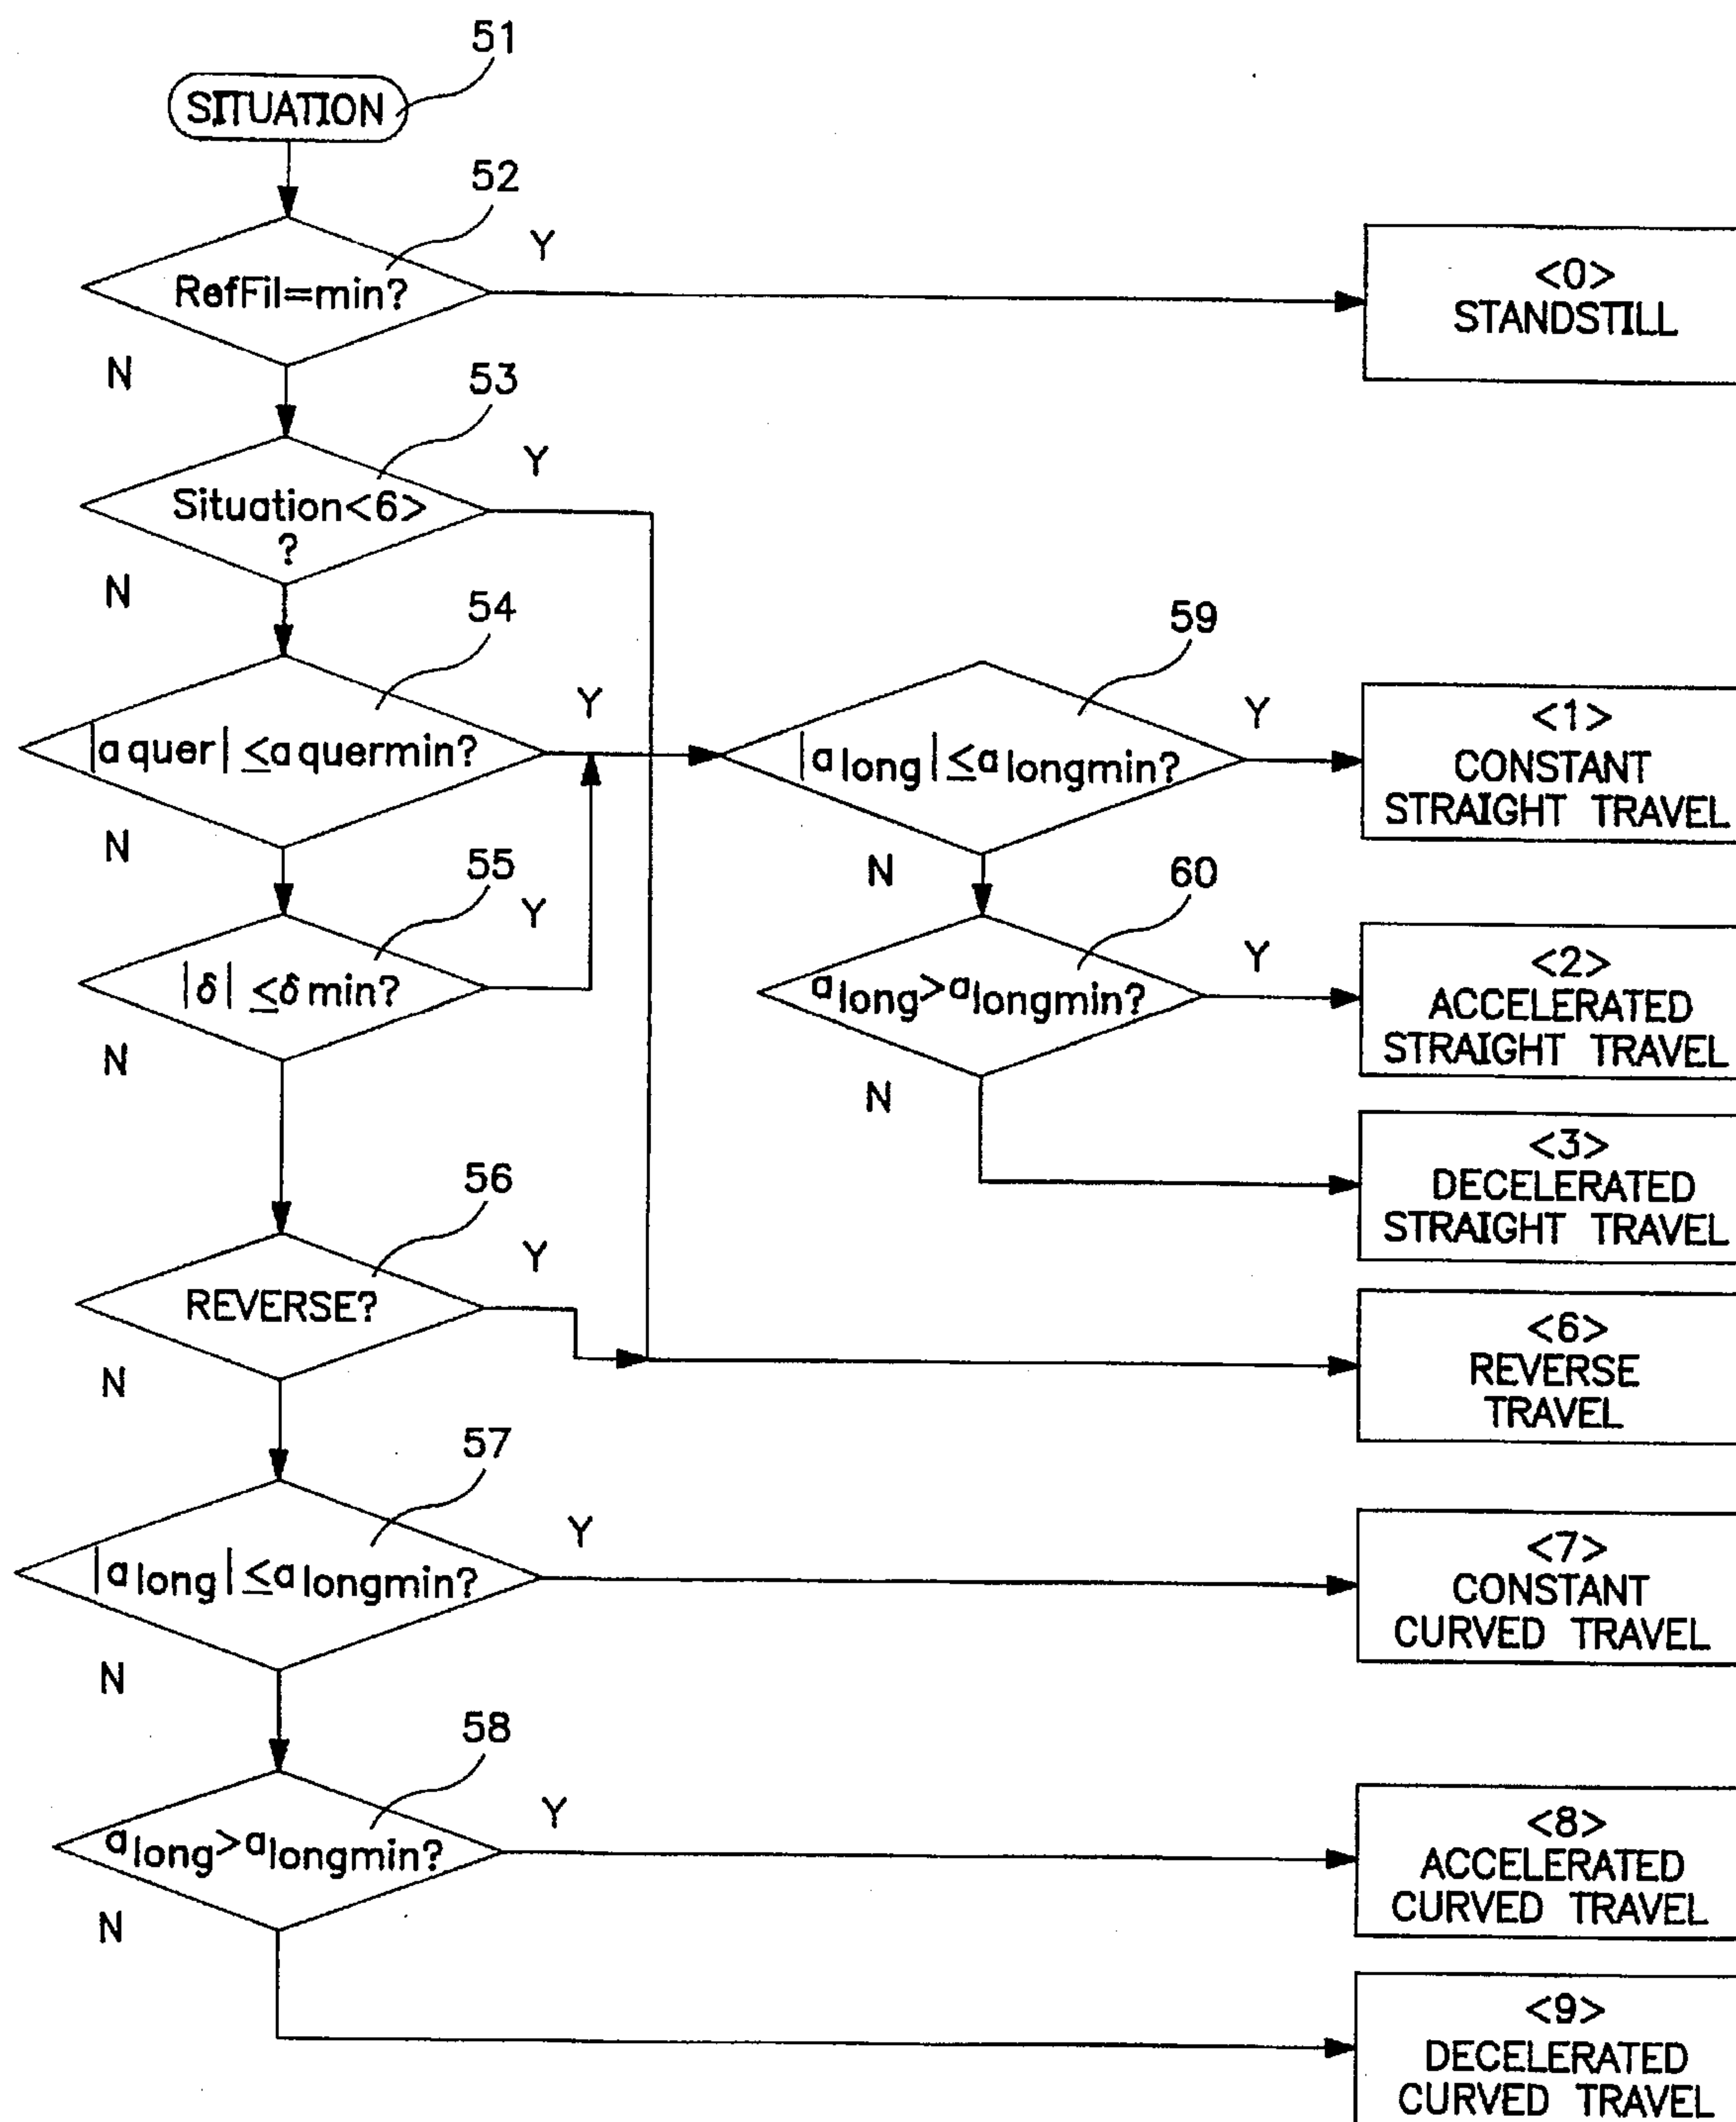 51
SITUATION
52
Y
RefFil=min?
<0>
STANDSTILL
N
53
Y
Situation<6>
?
N
54
59
Y
|a quer| ≤a quermin?
Y
|a long| ≤a longmin?
<1>
CONSTANT
STRAIGHT TRAVEL
N
55
Y
|δ| ≤δ min?
N
60
Y
a long>a longmin?
<2>
ACCELERATED
STRAIGHT TRAVEL
N
N
<3>
DECELERATED
STRAIGHT TRAVEL
56
Y
REVERSE?
<6>
REVERSE
TRAVEL
N
57
Y
|a long| ≤a longmin?
<7>
CONSTANT
CURVED TRAVEL
N
58
Y
a long>a longmin?
<8>
ACCELERATED
CURVED TRAVEL
N
<9>
DECELERATED
CURVED TRAVEL